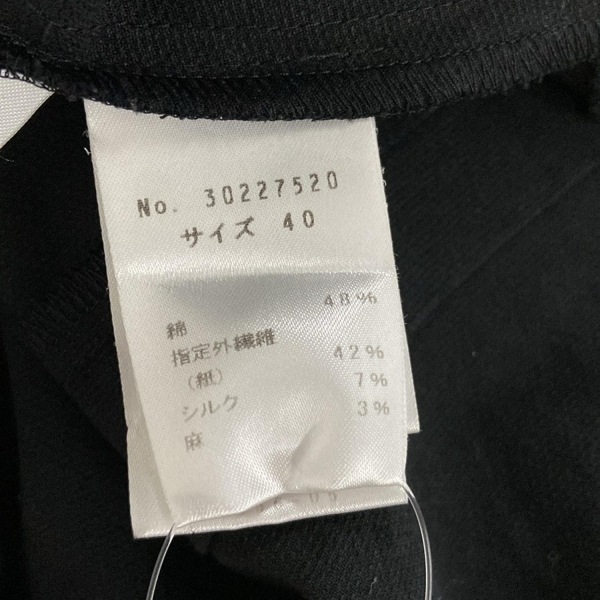 No. 30227520
サイズ 40
綿 48%
指定外繊維
(紙) 42%
シルク 7%
麻 3%